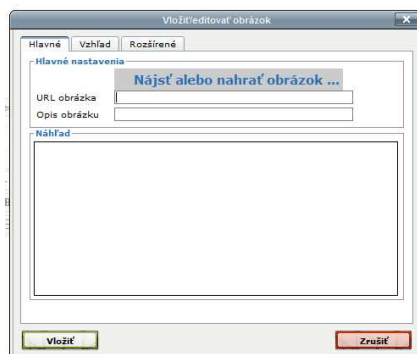 Vložiť/editovať obrázok
Hlavné Vzhľad Rozšírené
Hlavné nastavenia
Nájsť alebo nahrať obrázok ...
URL obrázka
Opis obrázku
Náhľad
Vložiť Zrušiť